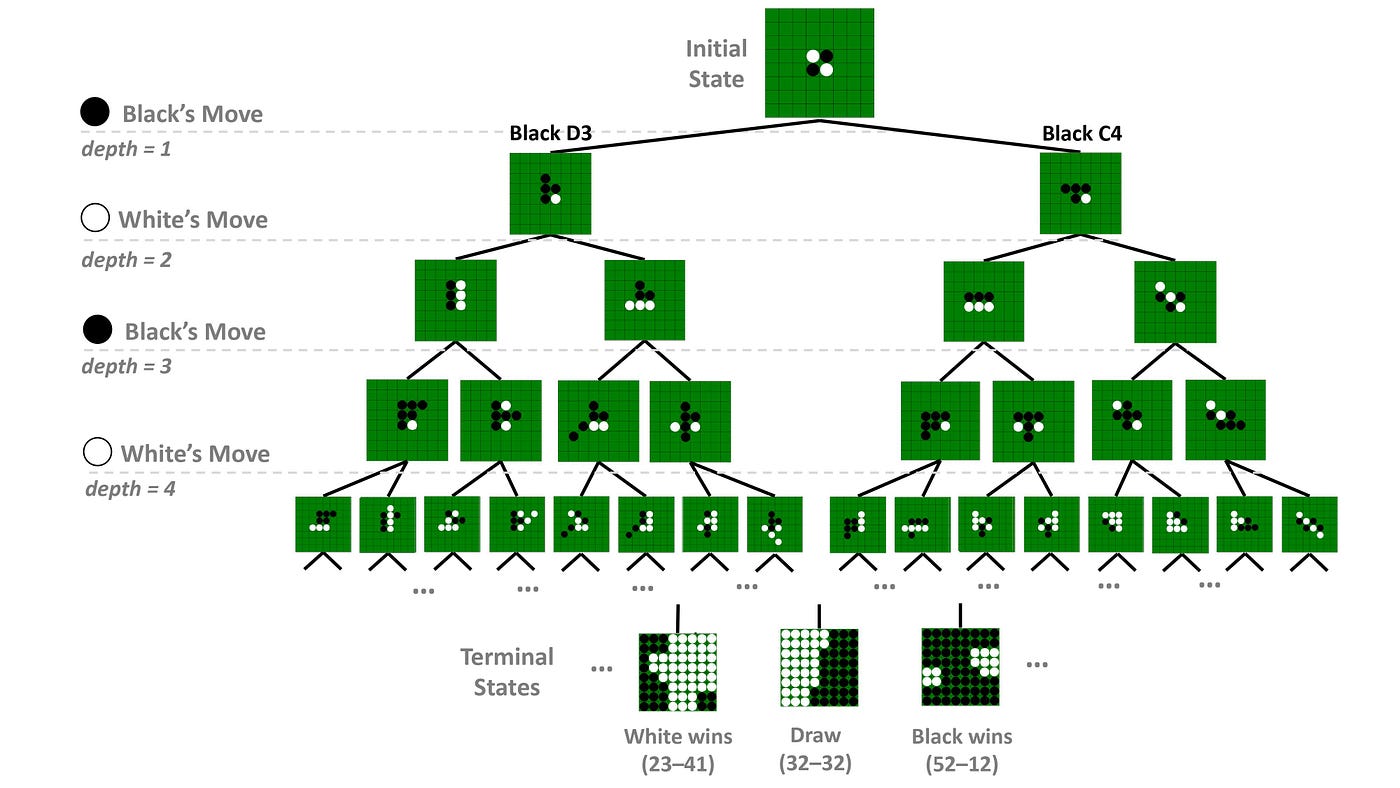 Initial
State
Black's Move
Black D3
Black C4
depth = 1
White's Move
depth = 2
Black's Move
depth = 3
White's Move
depth = 4
... ... ... ... ... ... ... ...
Terminal
States
...
...
White wins
(23–41)
Draw
(32–32)
Black wins
(52–12)